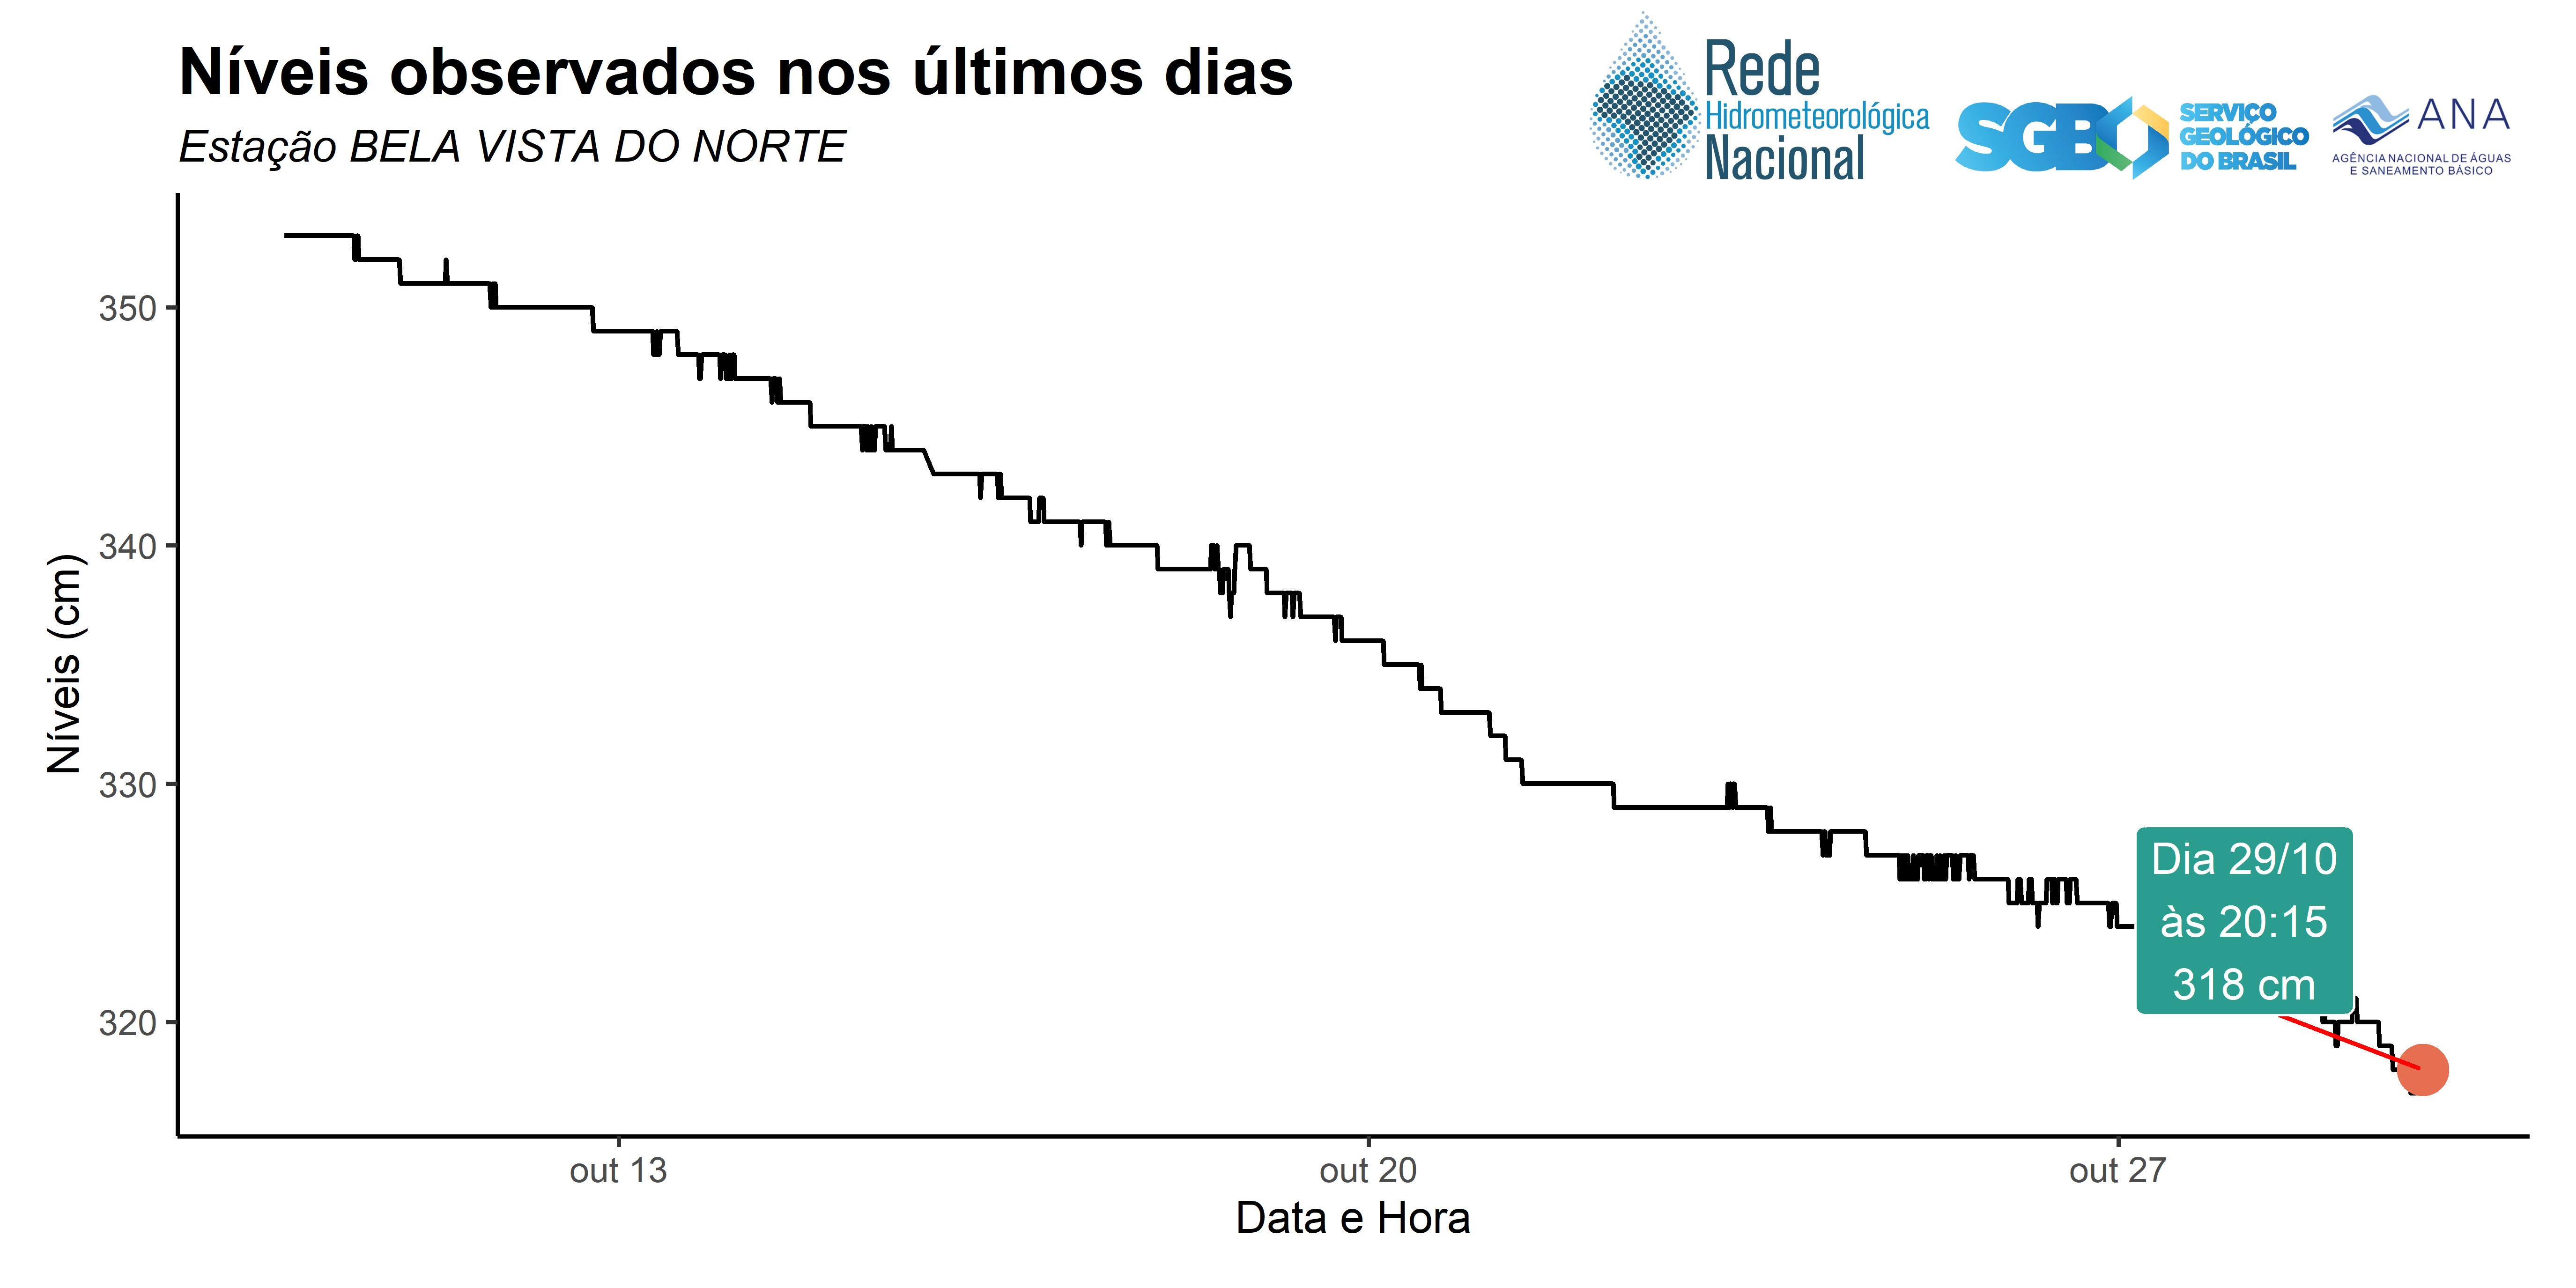 Níveis observados nos últimos dias
Estação BELA VISTA DO NORTE
Rede
Hidrometeorológica
Nacional
SGB
SERVIÇO
GEOLÓGICO
DO BRASIL
ANA
AGÊNCIA NACIONAL DE ÁGUAS
E SANEAMENTO BÁSICO
Níveis (cm)
350
340
330
320
Dia 29/10
às 20:15
318 cm
out 13
out 20
out 27
Data e Hora